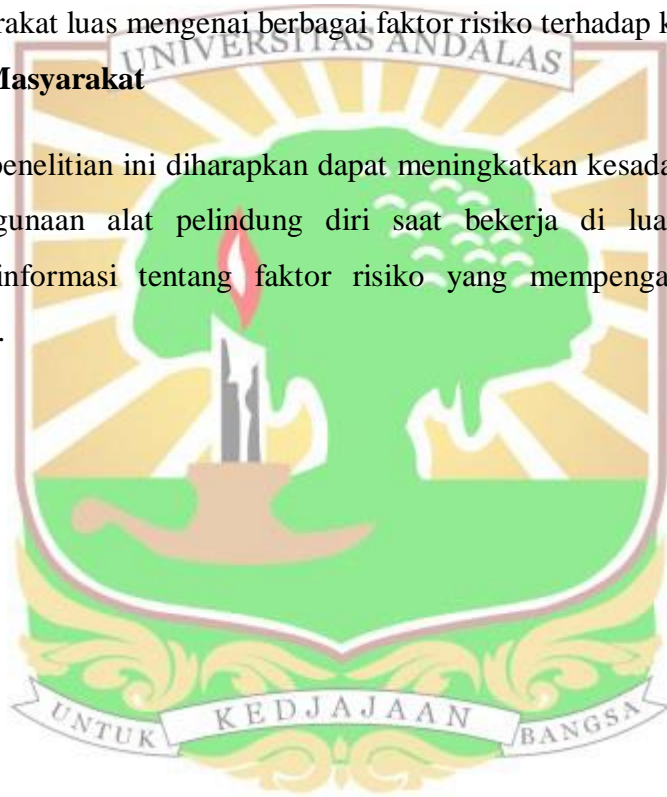 rakat luas mengenai berbagai faktor risiko terhadap k
UNIVERSITAS ANDALAS
Masyarakat
penelitian ini diharapkan dapat meningkatkan kesada
gunaan alat pelindung diri saat bekerja di lua
informasi tentang faktor risiko yang mempenga
.
UNTUK KEDJAJAAN BANGSA